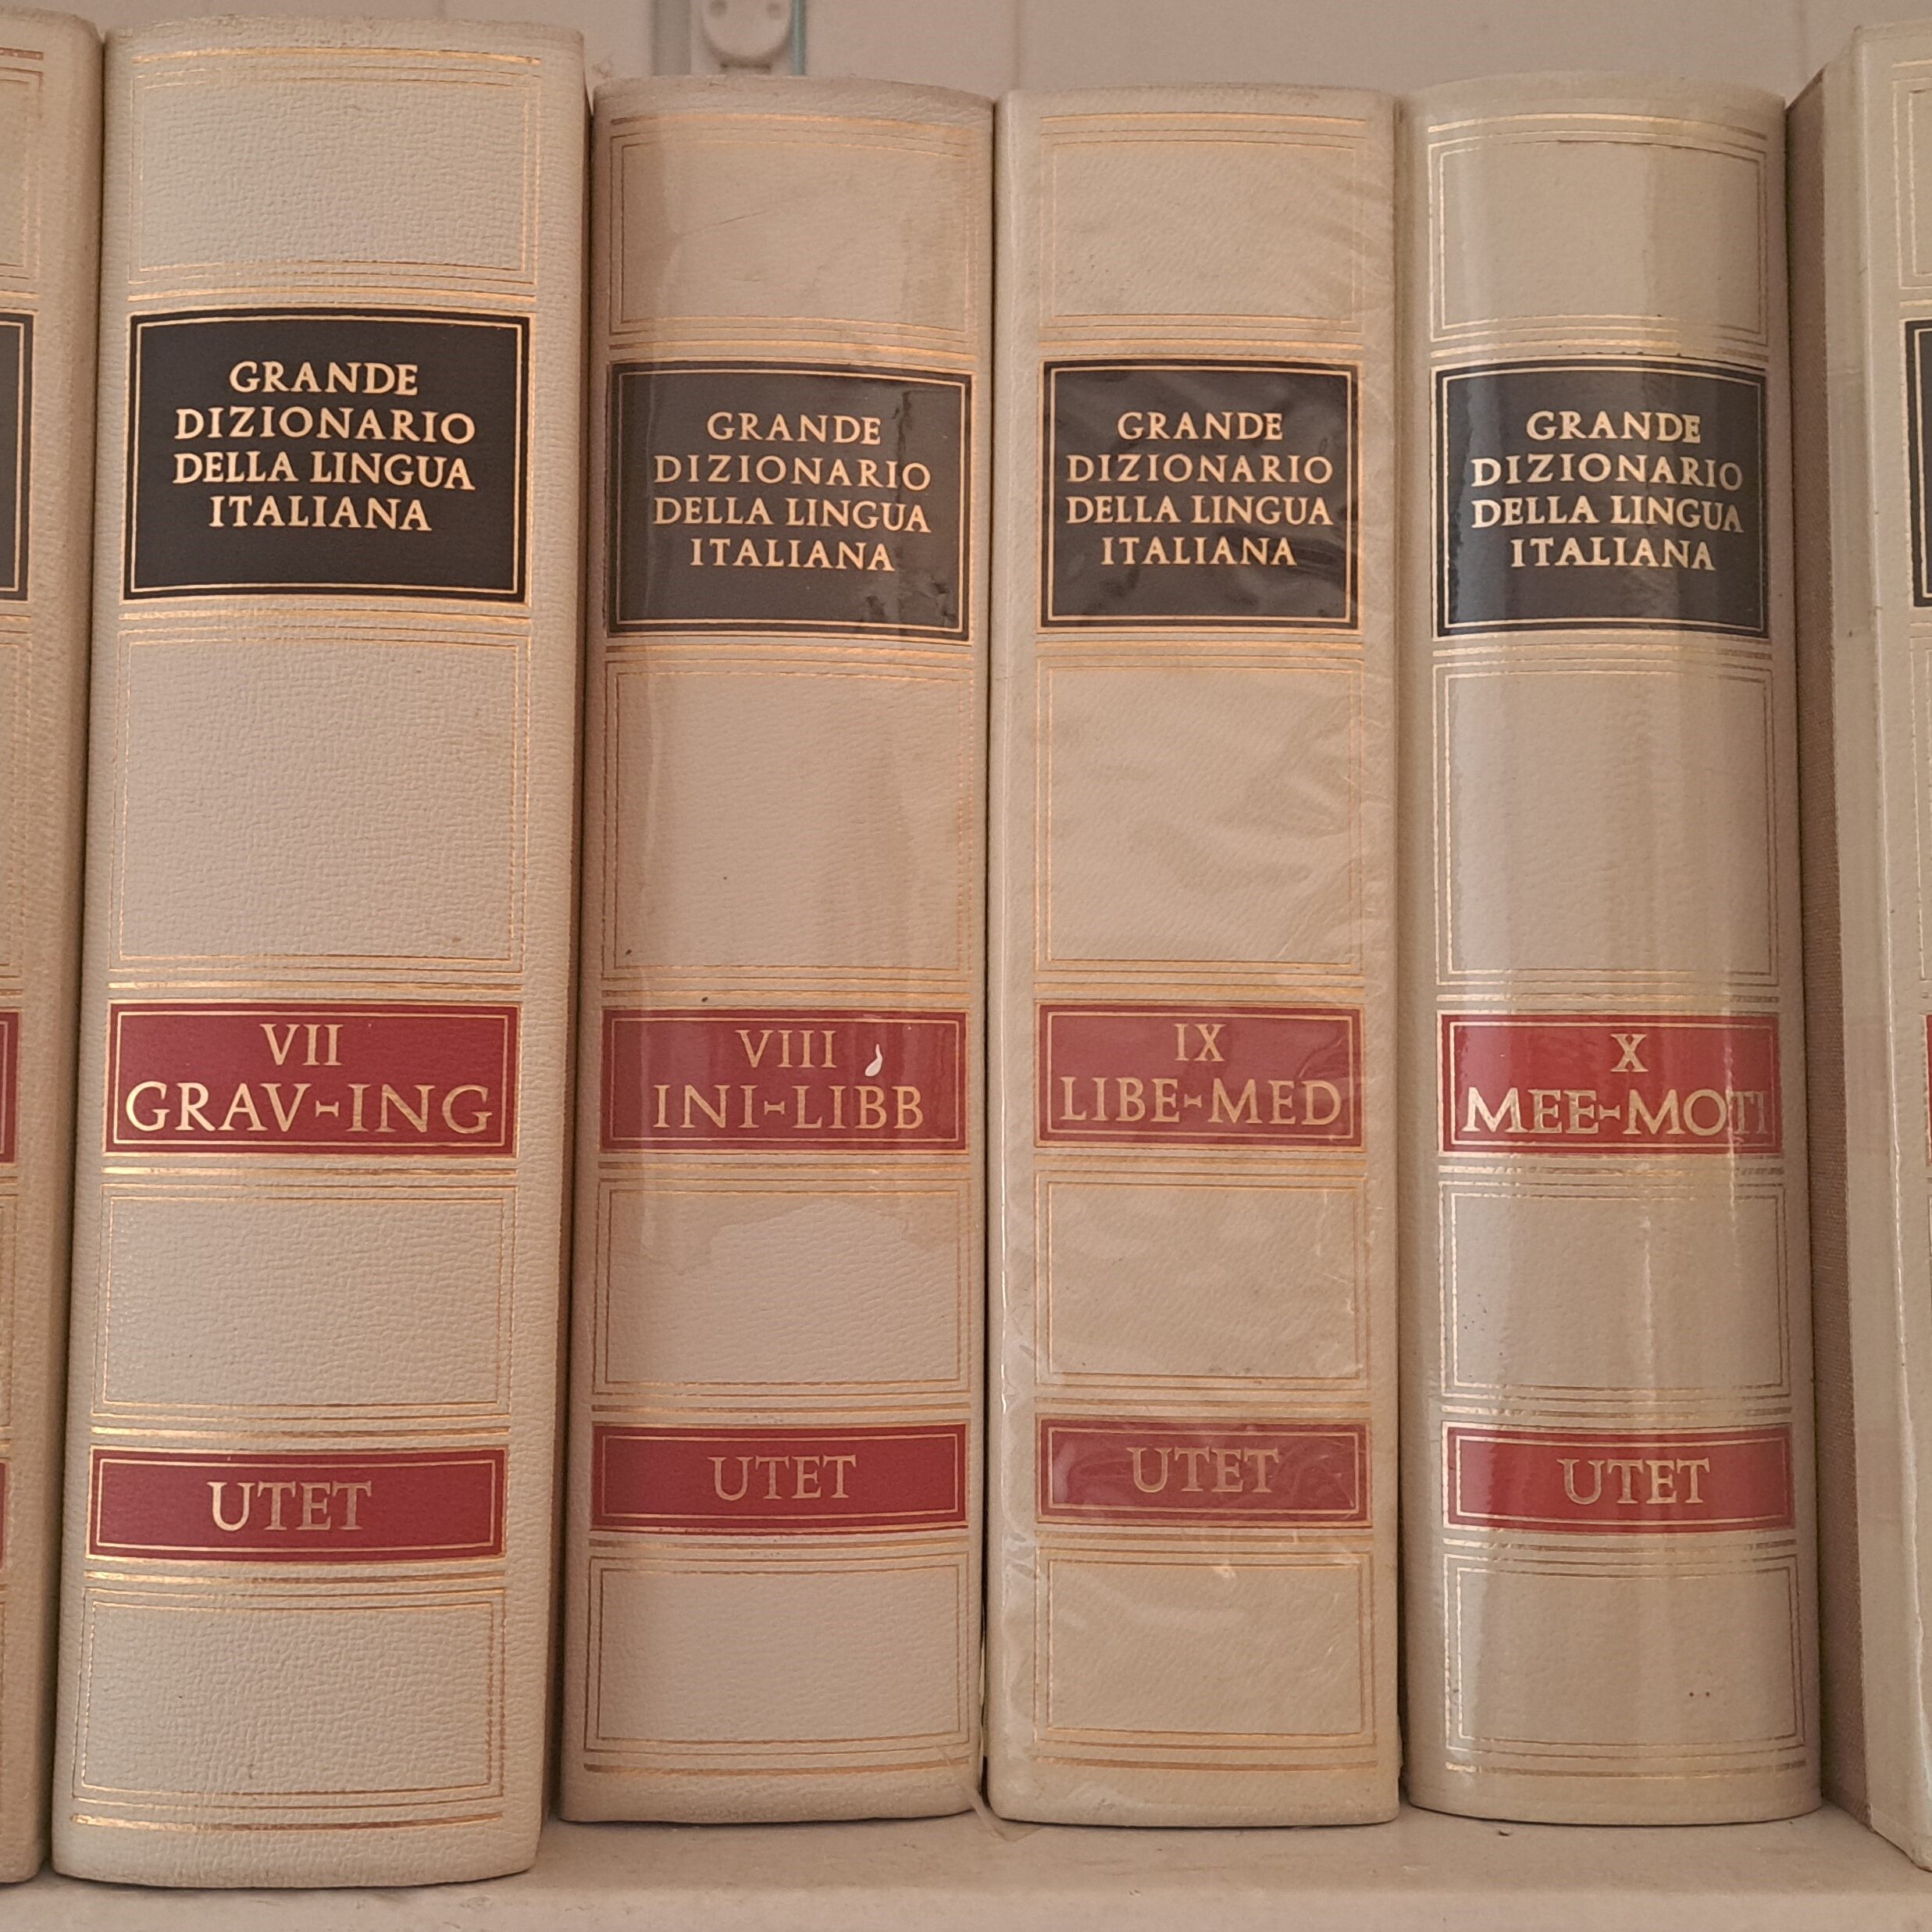 GRANDE
DIZIONARIO
DELLA LINGUA
ITALIANA
VII
GRAV-ING
UTET
GRANDE
DIZIONARIO
DELLA LINGUA
ITALIANA
VIII
INI-LIBB
UTET
GRANDE
DIZIONARIO
DELLA LINGUA
ITALIANA
IX
LIBE-MED
UTET
GRANDE
DIZIONARIO
DELLA LINGUA
ITALIANA
X
MEE-MOTI
UTET